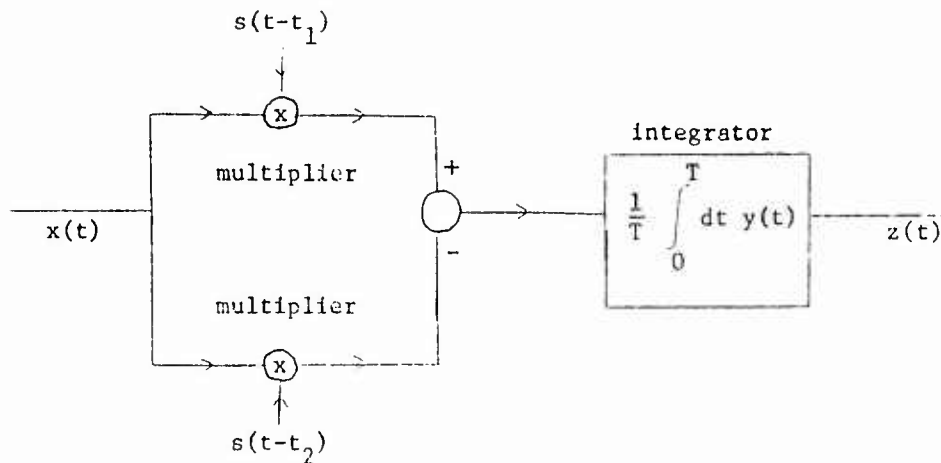 s(t-t₁)
x
multiplier
+
integrator
1/T ∫₀ᵀ dt y(t)
x(t)
z(t)
-
multiplier
x
s(t-t₂)